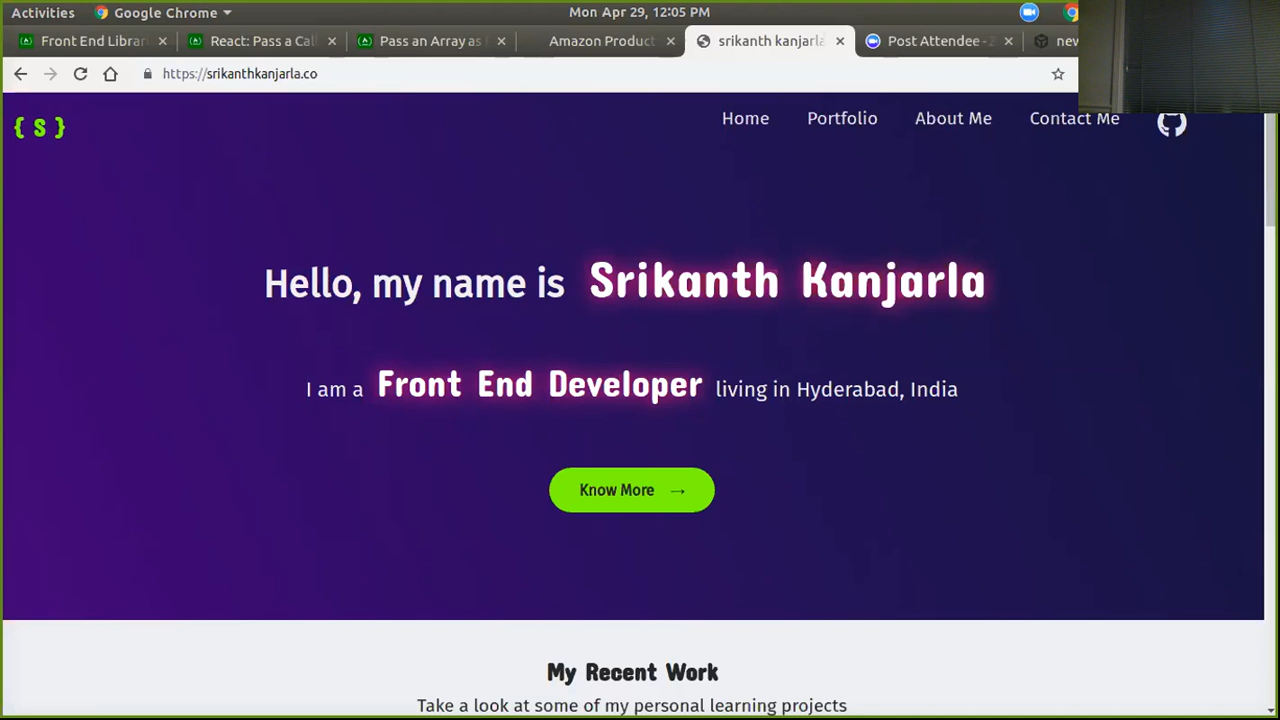 Activities Google Chrome Mon Apr 29, 12:05 PM
Front End Librar React: Pass a Call Pass an Array as Amazon Product srikanth kanjarla Post Attendee - Z new
https://srikanthkanjarla.co
{ S } Home Portfolio About Me Contact Me
Hello, my name is Srikanth Kanjarla
I am a Front End Developer living in Hyderabad, India
Know More →
My Recent Work
Take a look at some of my personal learning projects